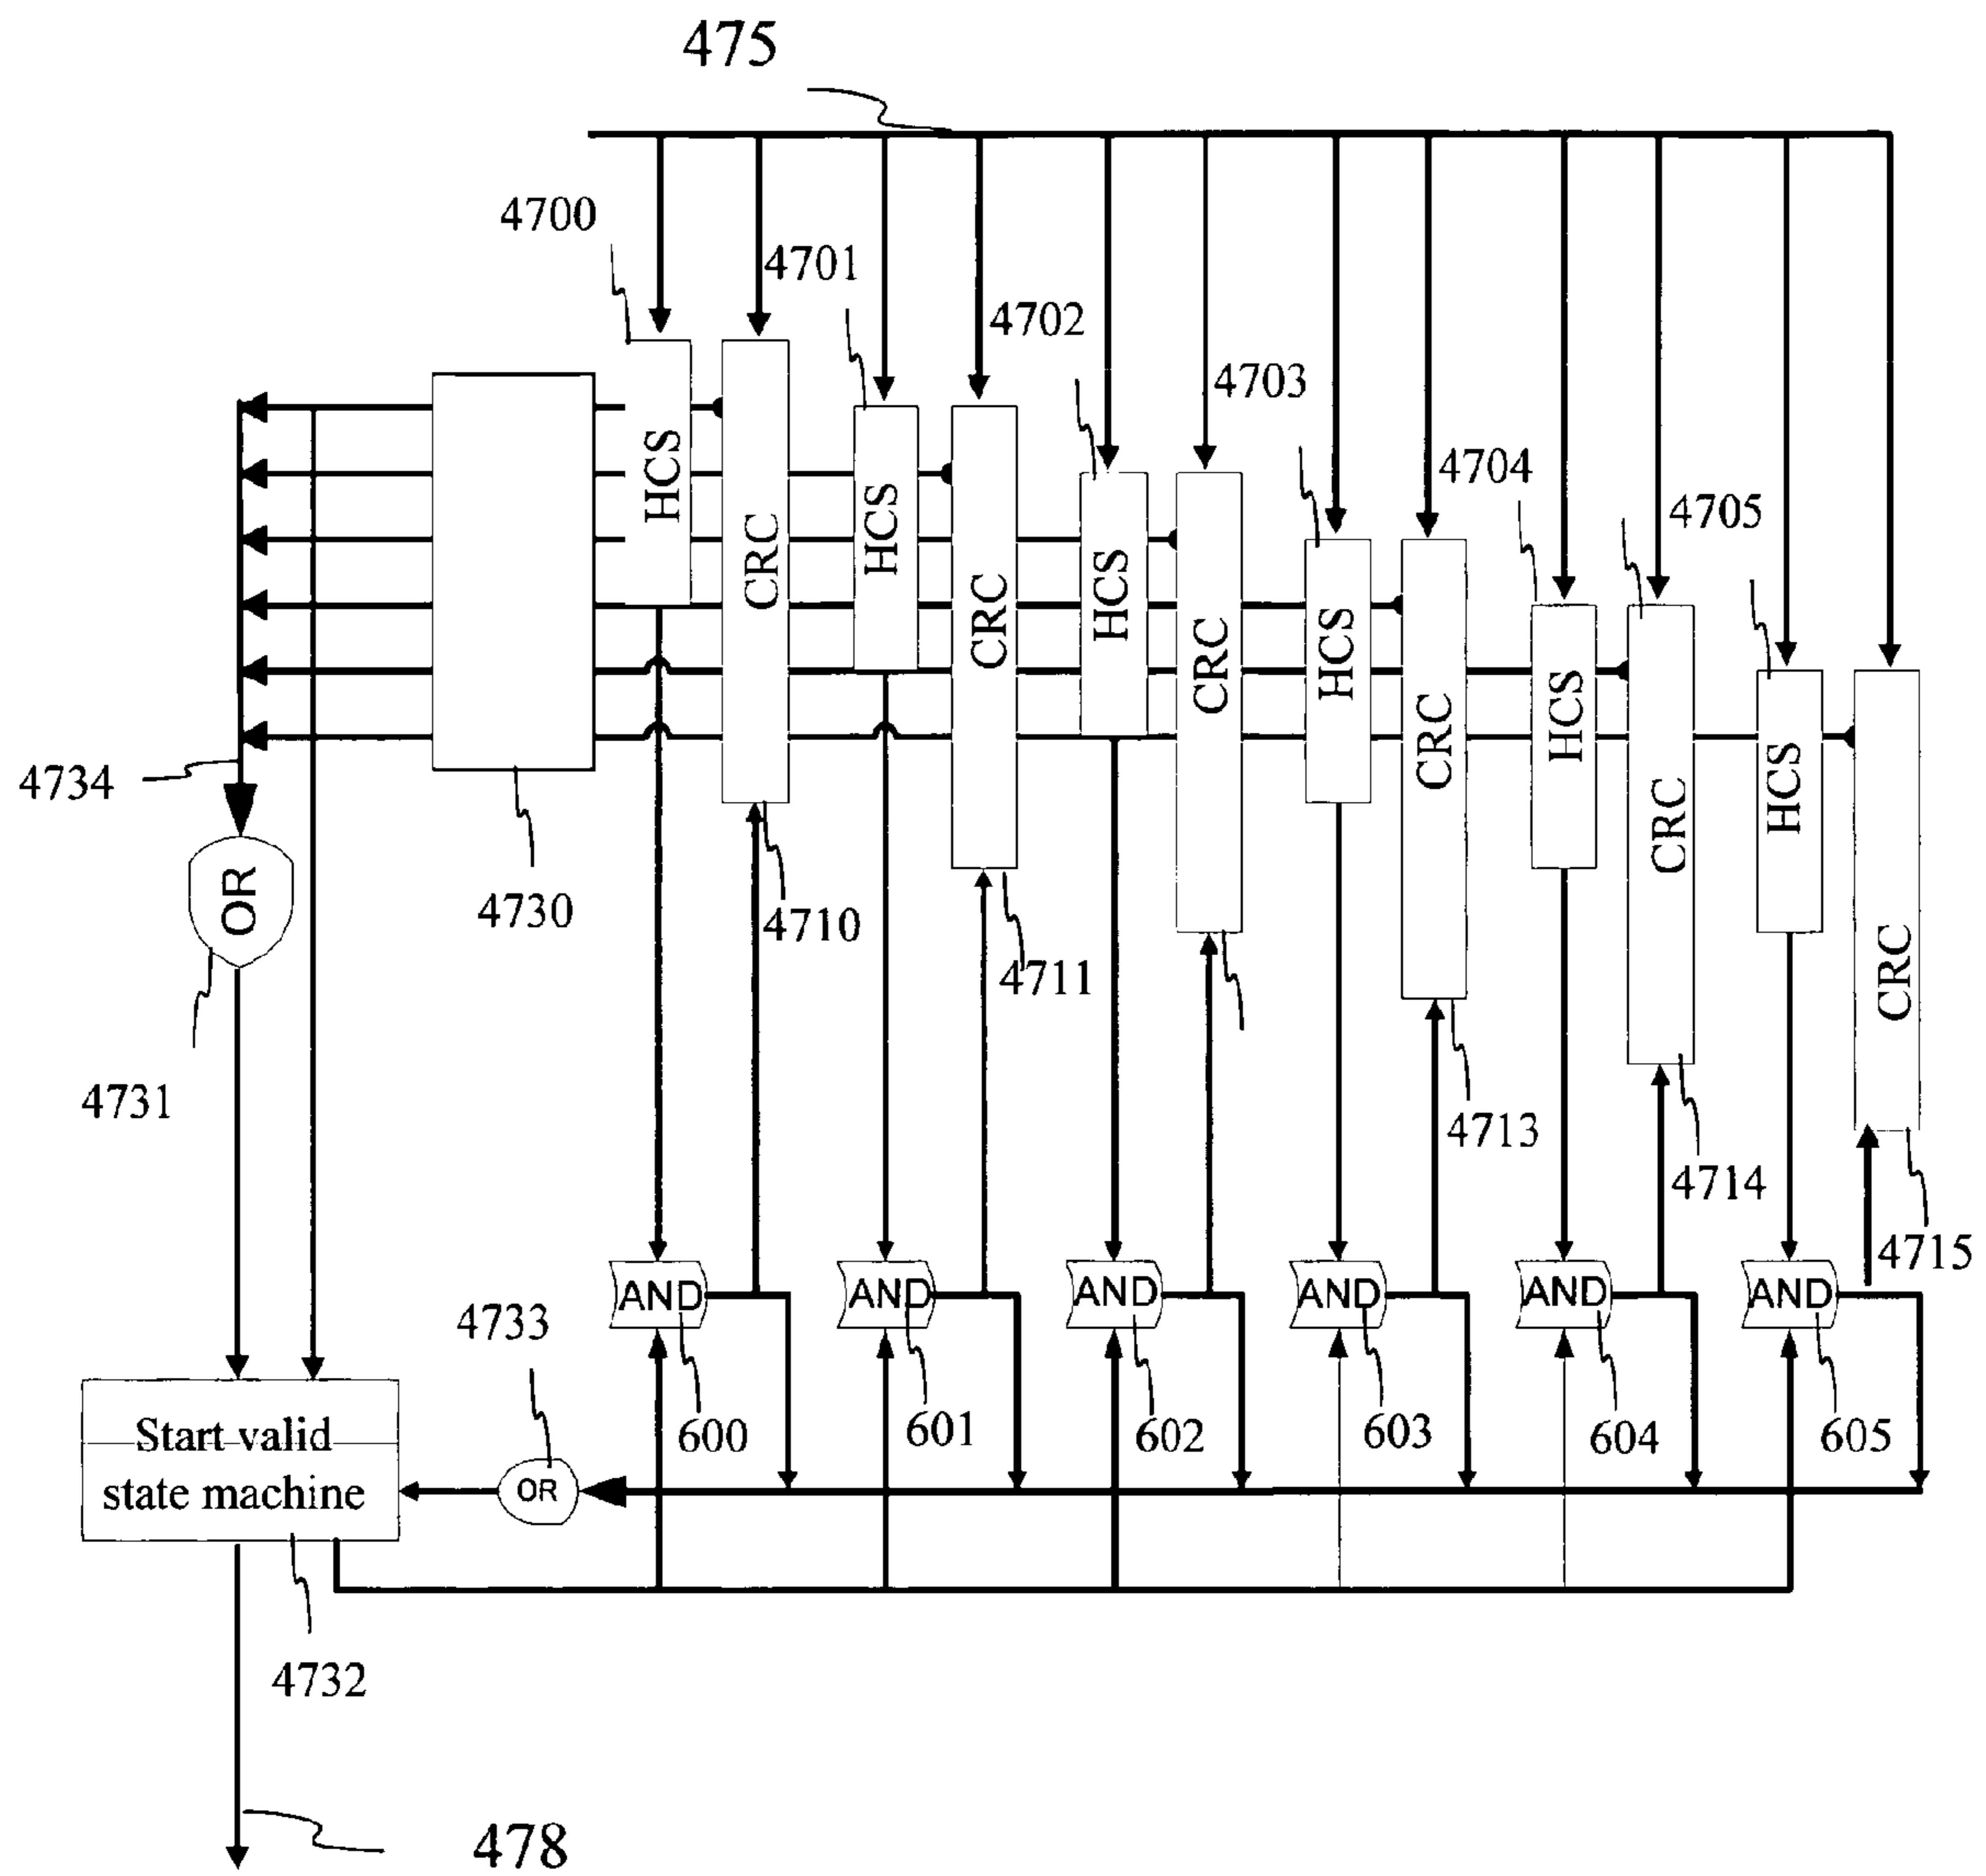 475
4700
4701
4702
4703
4704
4705
HCS
CRC
HCS
CRC
HCS
CRC
HCS
CRC
HCS
CRC
HCS
CRC
4734
OR
4730
4710
4711
4731
4713
4714
4715
AND
AND
AND
AND
AND
AND
4733
600
601
602
603
604
605
Start valid
state machine
OR
4732
478